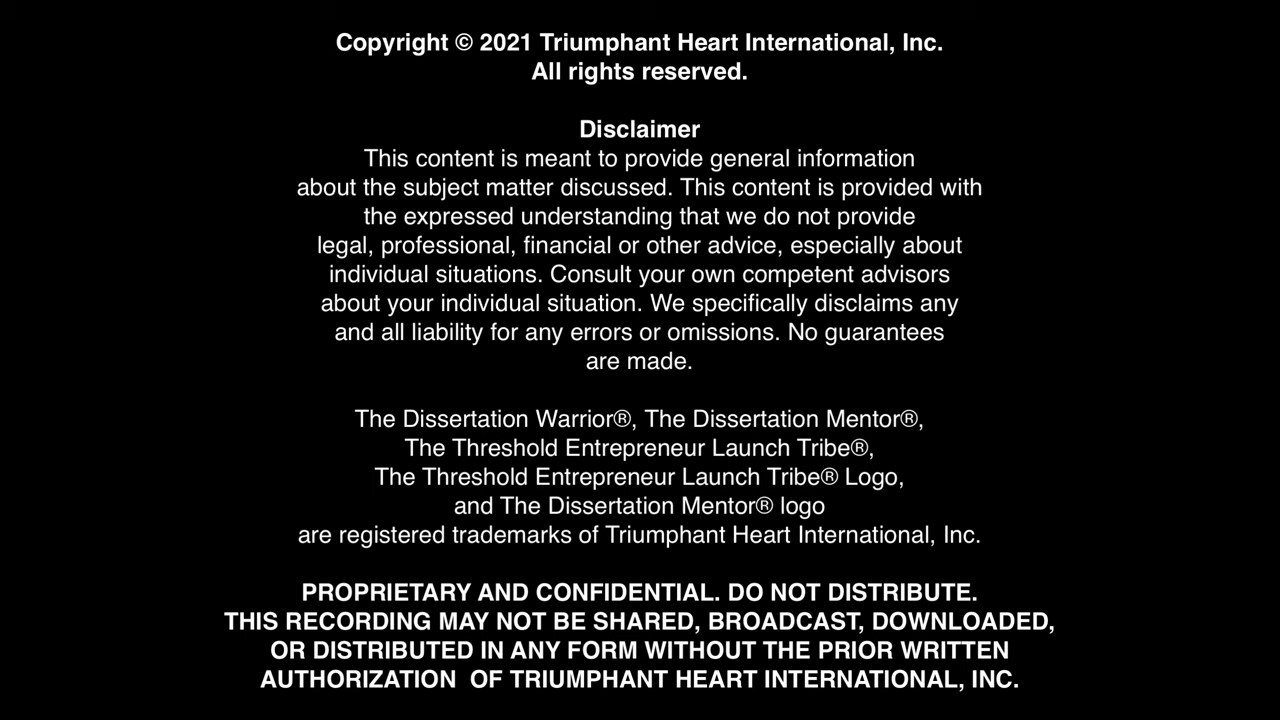 Copyright © 2021 Triumphant Heart International, Inc.
All rights reserved.
Disclaimer
This content is meant to provide general information
about the subject matter discussed. This content is provided with
the expressed understanding that we do not provide
legal, professional, financial or other advice, especially about
individual situations. Consult your own competent advisors
about your individual situation. We specifically disclaims any
and all liability for any errors or omissions. No guarantees
are made.
The Dissertation Warrior®, The Dissertation Mentor®,
The Threshold Entrepreneur Launch Tribe®,
The Threshold Entrepreneur Launch Tribe® Logo,
and The Dissertation Mentor® logo
are registered trademarks of Triumphant Heart International, Inc.
PROPRIETARY AND CONFIDENTIAL. DO NOT DISTRIBUTE.
THIS RECORDING MAY NOT BE SHARED, BROADCAST, DOWNLOADED,
OR DISTRIBUTED IN ANY FORM WITHOUT THE PRIOR WRITTEN
AUTHORIZATION  OF TRIUMPHANT HEART INTERNATIONAL, INC.